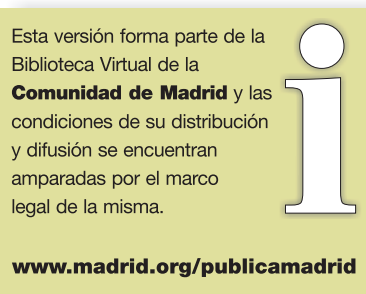 Esta versión forma parte de la
Biblioteca Virtual de la
Comunidad de Madrid y las
condiciones de su distribución
y difusión se encuentran
amparadas por el marco
legal de la misma.
i
www.madrid.org/publicamadrid